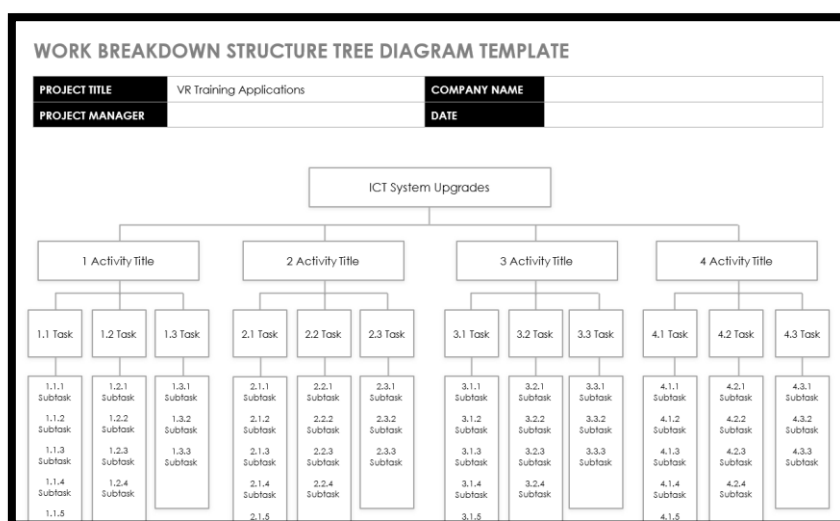 WORK BREAKDOWN STRUCTURE TREE DIAGRAM TEMPLATE
PROJECT TITLE VR Training Applications COMPANY NAME
PROJECT MANAGER DATE
ICT System Upgrades
1 Activity Title 2 Activity Title 3 Activity Title 4 Activity Title
1.1 Task 1.2 Task 1.3 Task 2.1 Task 2.2 Task 2.3 Task 3.1 Task 3.2 Task 3.3 Task 4.1 Task 4.2 Task 4.3 Task
1.1.1 1.2.1 1.3.1 2.1.1 2.2.1 2.3.1 3.1.1 3.2.1 3.3.1 4.1.1 4.2.1 4.3.1
Subtask Subtask Subtask Subtask Subtask Subtask Subtask Subtask Subtask Subtask Subtask Subtask
1.1.2 1.2.2 1.3.2 2.1.2 2.2.2 2.3.2 3.1.2 3.2.2 3.3.2 4.1.2 4.2.2 4.3.2
Subtask Subtask Subtask Subtask Subtask Subtask Subtask Subtask Subtask Subtask Subtask Subtask
1.1.3 1.2.3 1.3.3 2.1.3 2.2.3 2.3.3 3.1.3 3.2.3 3.3.3 4.1.3 4.2.3 4.3.3
Subtask Subtask Subtask Subtask Subtask Subtask Subtask Subtask Subtask Subtask Subtask Subtask
1.1.4 1.2.4 2.1.4 2.2.4 3.1.4 3.2.4 4.1.4 4.2.4
Subtask Subtask Subtask Subtask Subtask Subtask Subtask Subtask
1.1.5 2.1.5 3.1.5 4.1.5